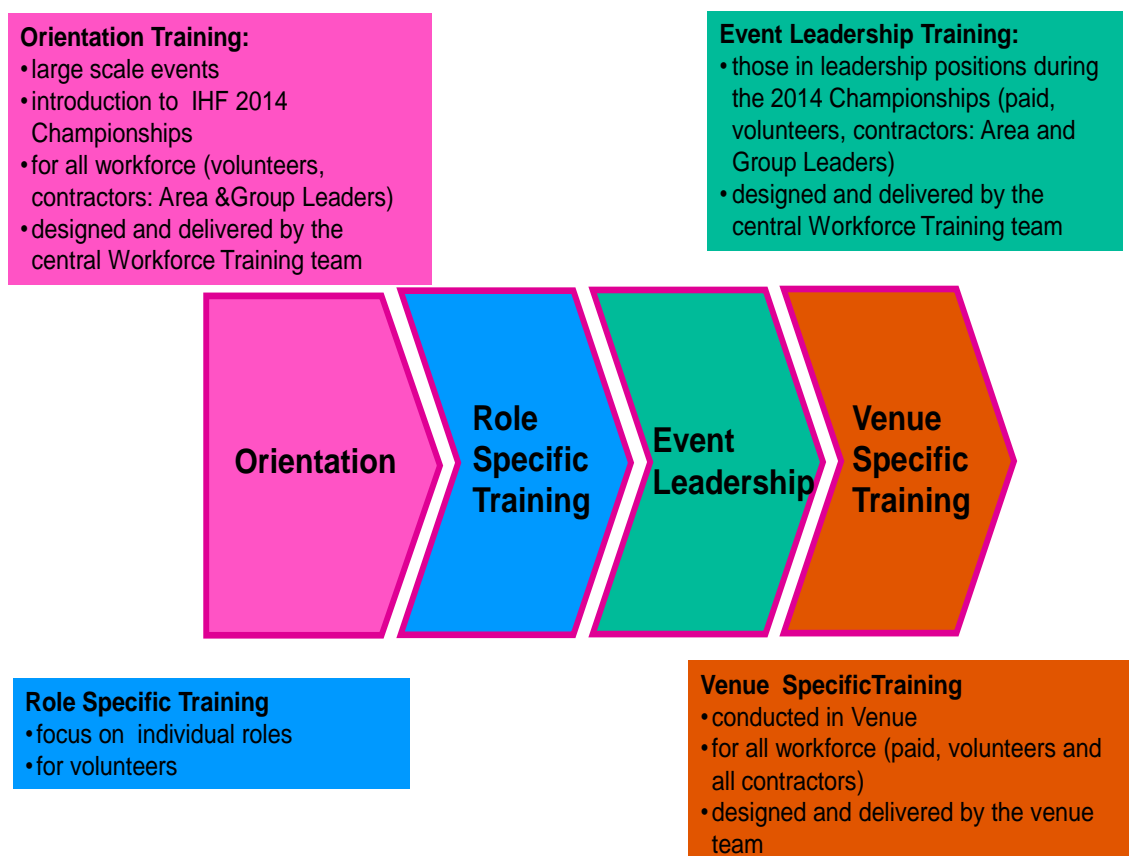 Orientation Training:
•large scale events
•introduction to IHF 2014
Championships
•for all workforce (volunteers,
contractors: Area &Group Leaders)
•designed and delivered by the
central Workforce Training team
Event Leadership Training:
•those in leadership positions during
the 2014 Championships (paid,
volunteers, contractors: Area and
Group Leaders)
•designed and delivered by the
central Workforce Training team
Orientation
Role
Specific
Training
Event
Leadership
Venue
Specific
Training
Role Specific Training
•focus on individual roles
•for volunteers
Venue SpecificTraining
•conducted in Venue
•for all workforce (paid, volunteers and
all contractors)
•designed and delivered by the venue
team